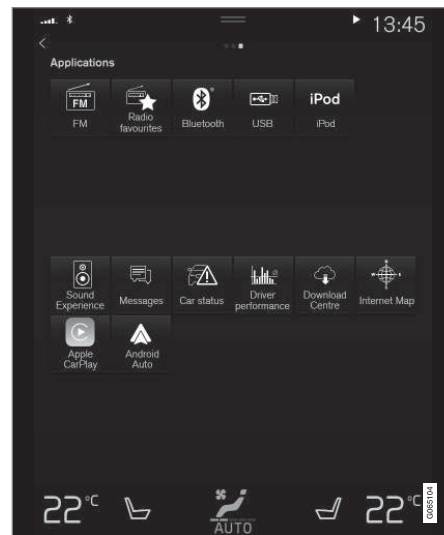 13:45
Applications
FM
FM
Radio
favourites
Bluetooth
USB
iPod
iPod
Sound
Experience
Messages
Car status
Driver
performance
Download
Centre
Internet Map
Apple
CarPlay
Android
Auto
22°C
AUTO
22°C
G065104